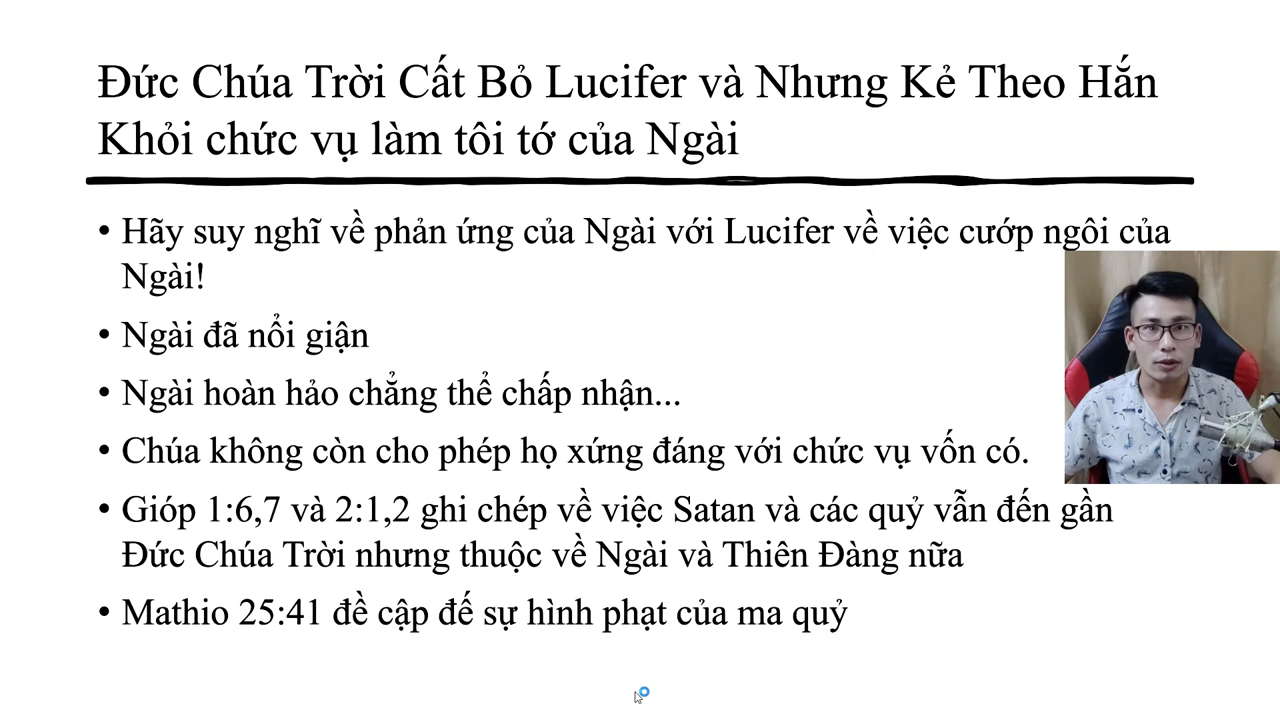 Đức Chúa Trời Cất Bỏ Lucifer và Nhưng Kẻ Theo Hắn
Khỏi chức vụ làm tôi tớ của Ngài
• Hãy suy nghĩ về phản ứng của Ngài với Lucifer về việc cướp ngôi của
Ngài!
• Ngài đã nổi giận
• Ngài hoàn hảo chẳng thể chấp nhận...
• Chúa không còn cho phép họ xứng đáng với chức vụ vốn có.
• Gióp 1:6,7 và 2:1,2 ghi chép về việc Satan và các quỷ vẫn đến gần
Đức Chúa Trời nhưng thuộc về Ngài và Thiên Đàng nữa
• Mathio 25:41 đề cập đế sự hình phạt của ma quỷ